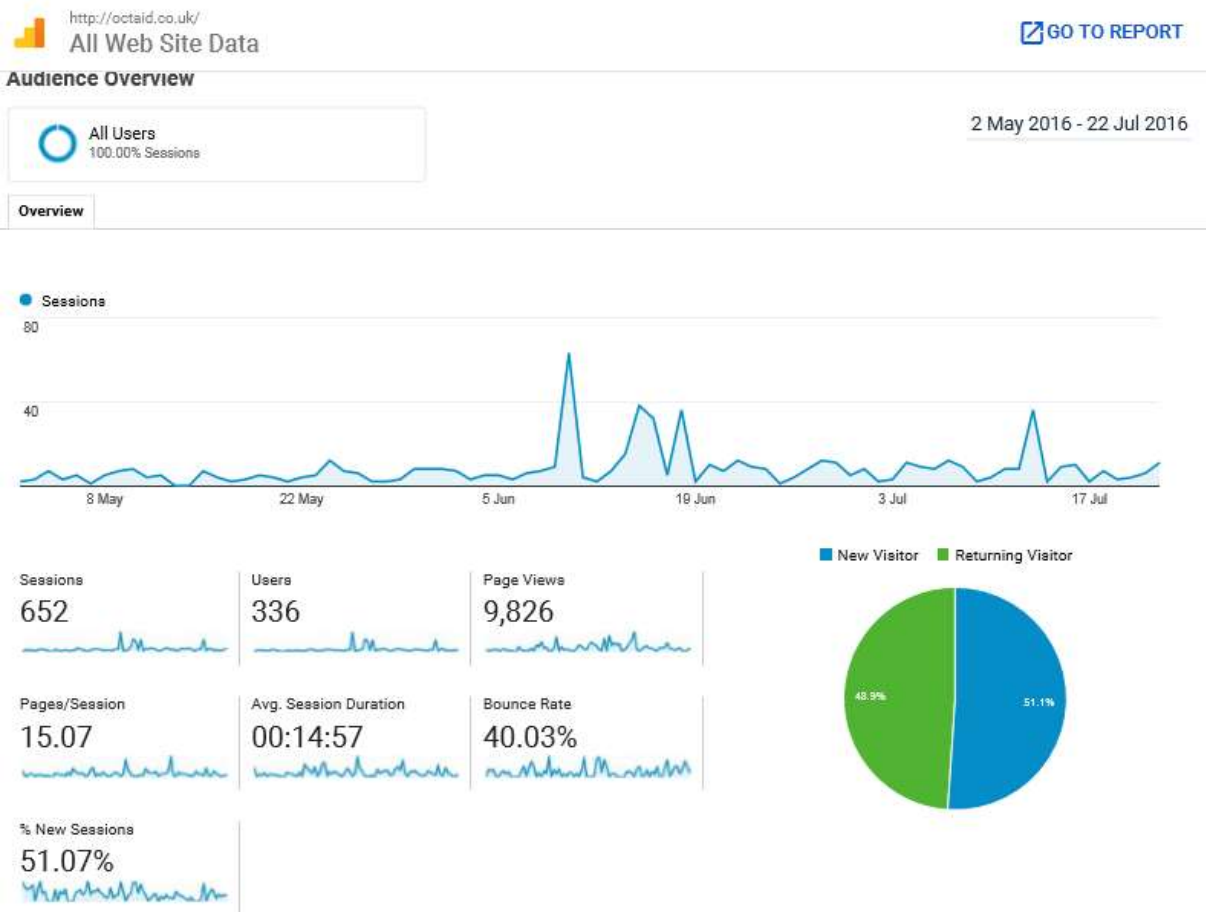 http://octaid.co.uk/
All Web Site Data
GO TO REPORT
Audience Overview
All Users
100.00% Sessions
2 May 2016 - 22 Jul 2016
Overview
Sessions
80
40
8 May
22 May
5 Jun
19 Jun
3 Jul
17 Jul
New Visitor
Returning Visitor
Sessions
652
Users
336
Page Views
9,826
48.9%
51.1%
Pages/Session
15.07
Avg. Session Duration
00:14:57
Bounce Rate
40.03%
% New Sessions
51.07%